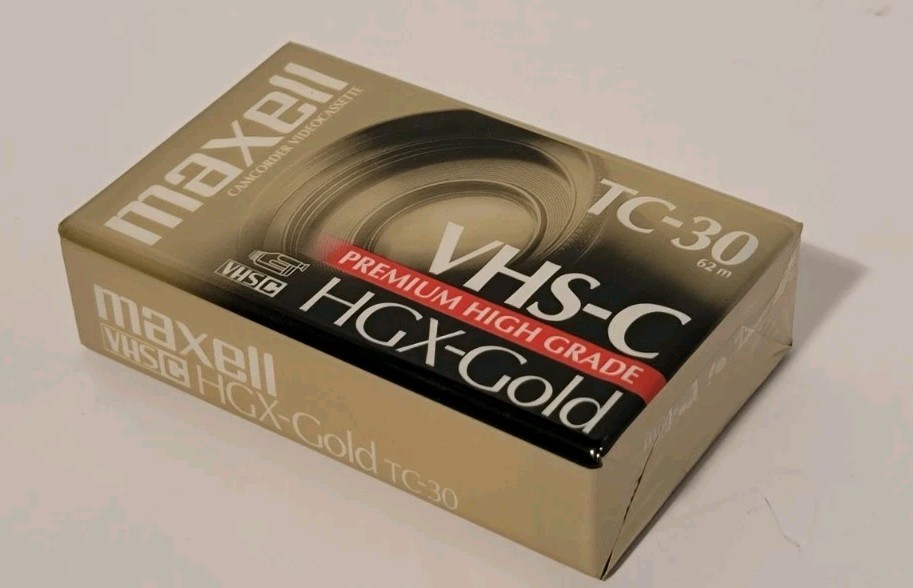 maxell
CAMCORDER VIDEOCASSETTE
TC-30
62 m
VHS-C
PREMIUM HIGH GRADE
HGX-Gold
VHS C
maxell
VHS C HGX-Gold TC-30